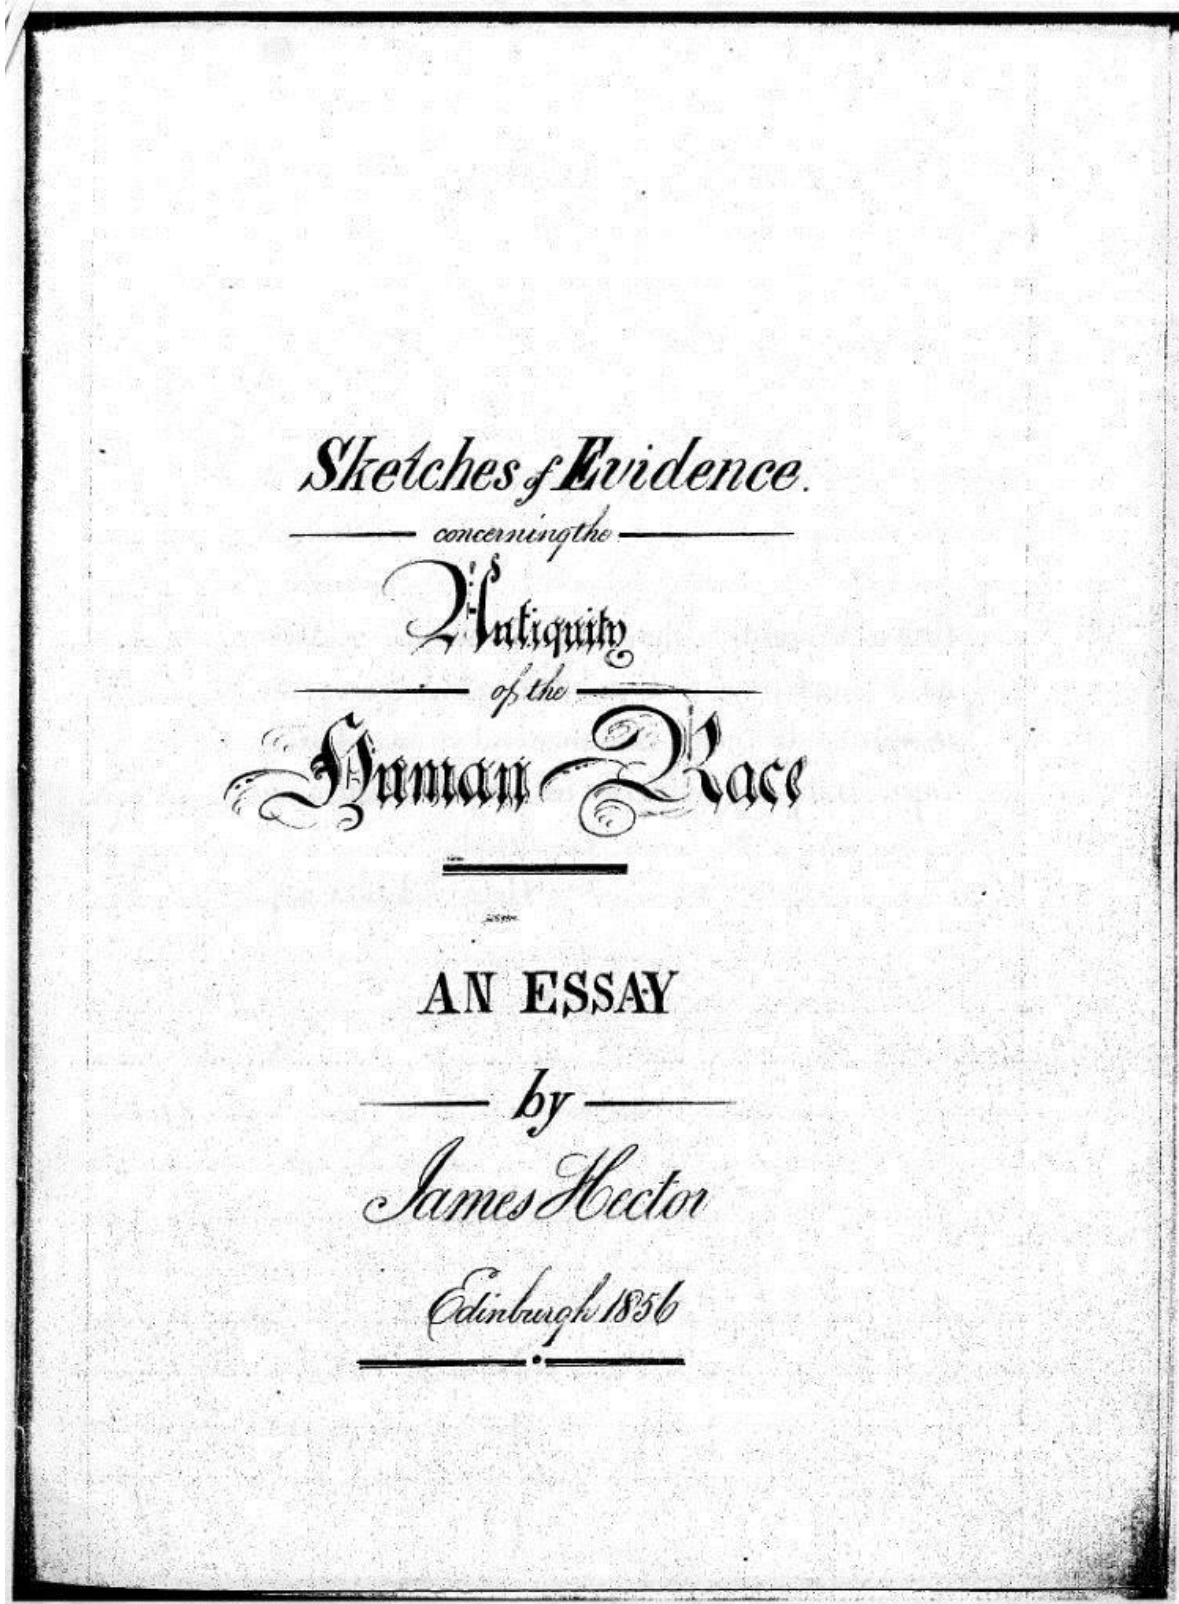 Sketches of Evidence.
concerning the
Antiquity
of the
Human Race
AN ESSAY
by
James Hector
Edinburgh 1856